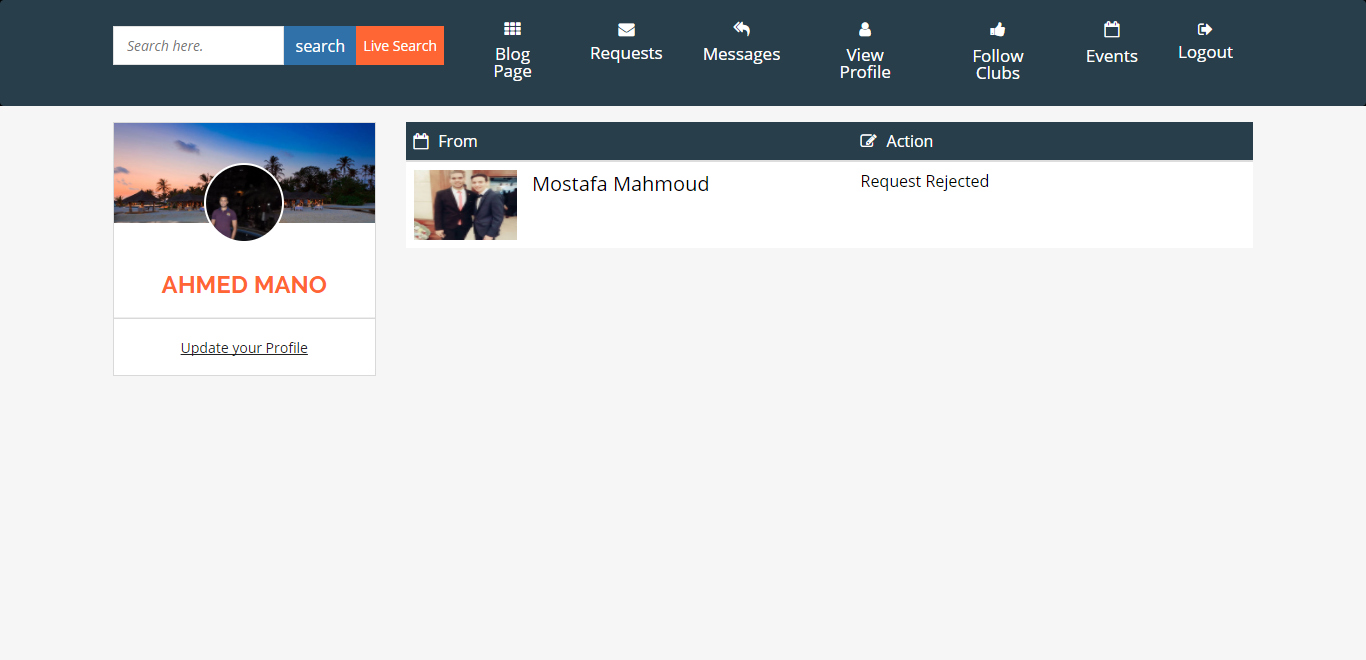 Search here.
search
Live Search
Blog
Page
Requests
Messages
View
Profile
Follow
Clubs
Events
Logout
From
Action
Mostafa Mahmoud
Request Rejected
AHMED MANO
Update your Profile